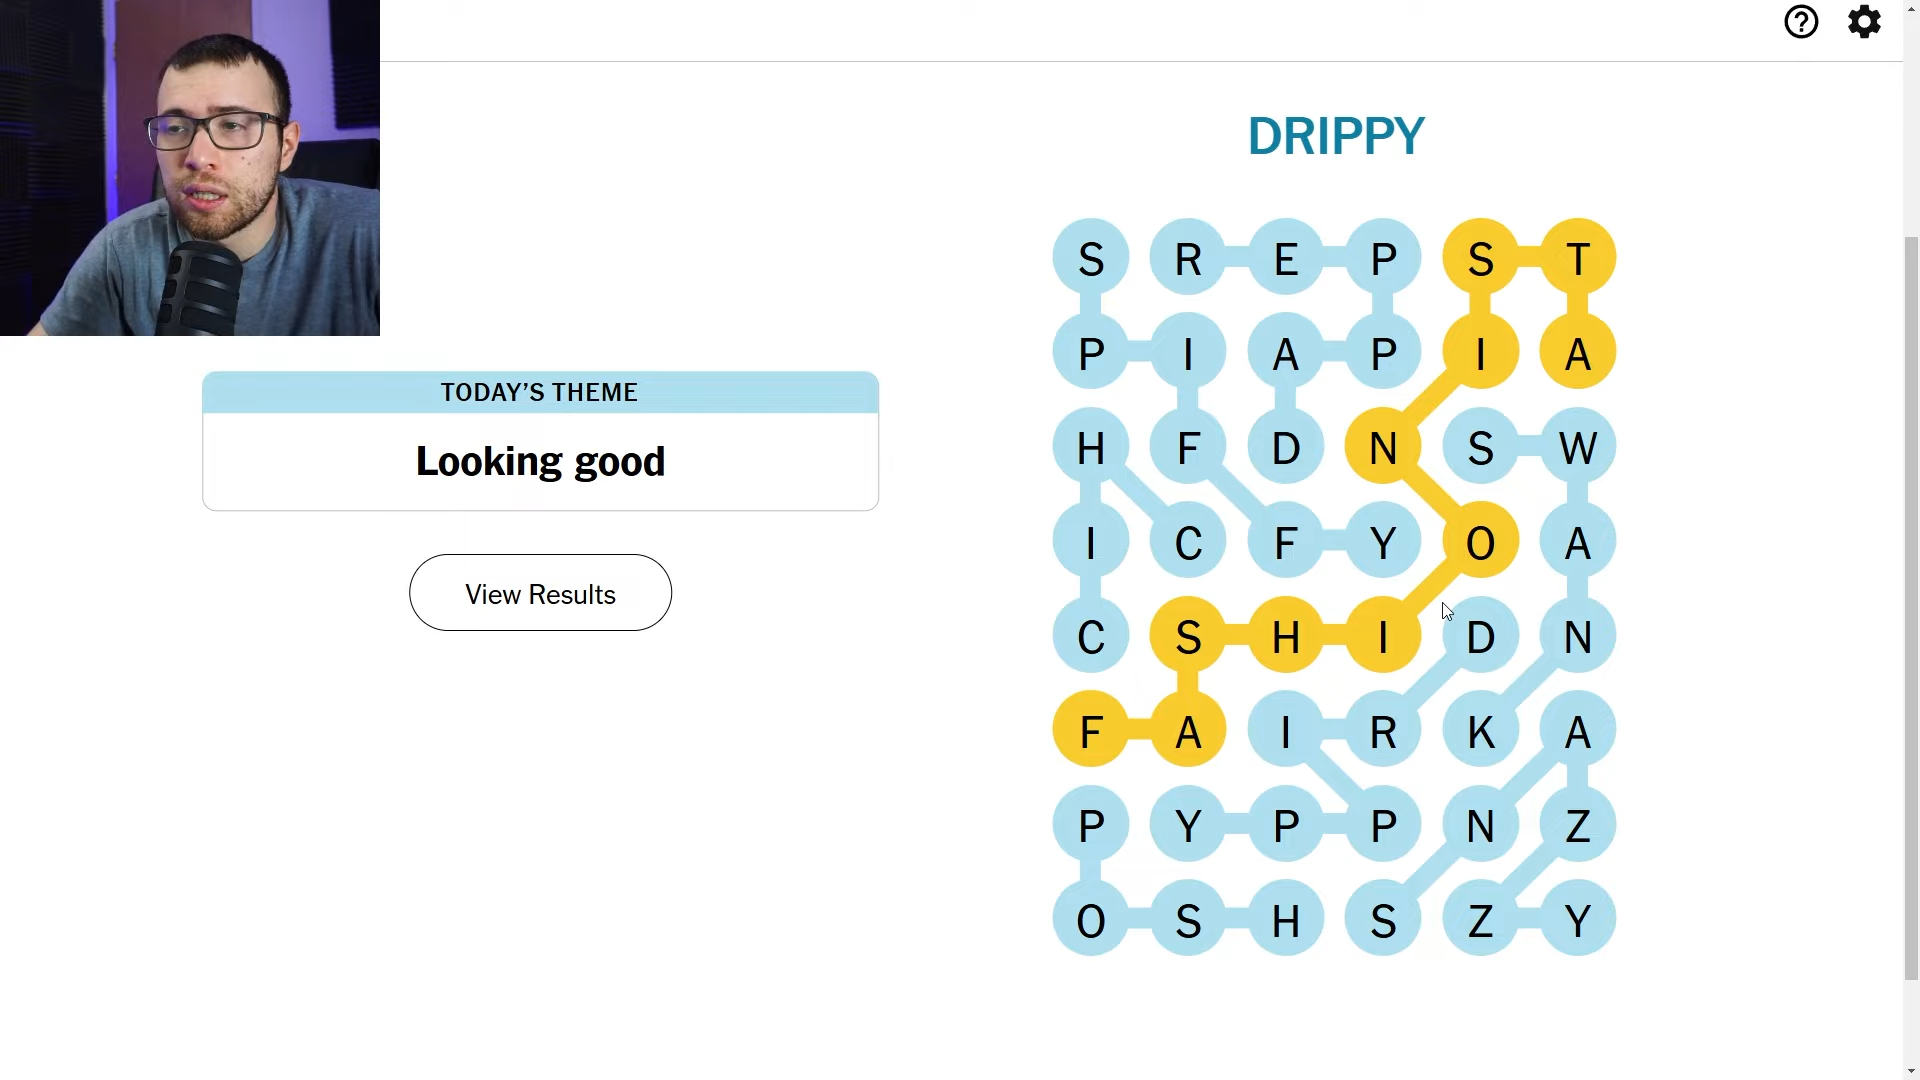 DRIPPY
TODAY'S THEME
Looking good
View Results
S R E P S T
P I A P I A
H F D N S W
I C F Y O A
C S H I D N
F A I R K A
P Y P P N Z
O S H S Z Y